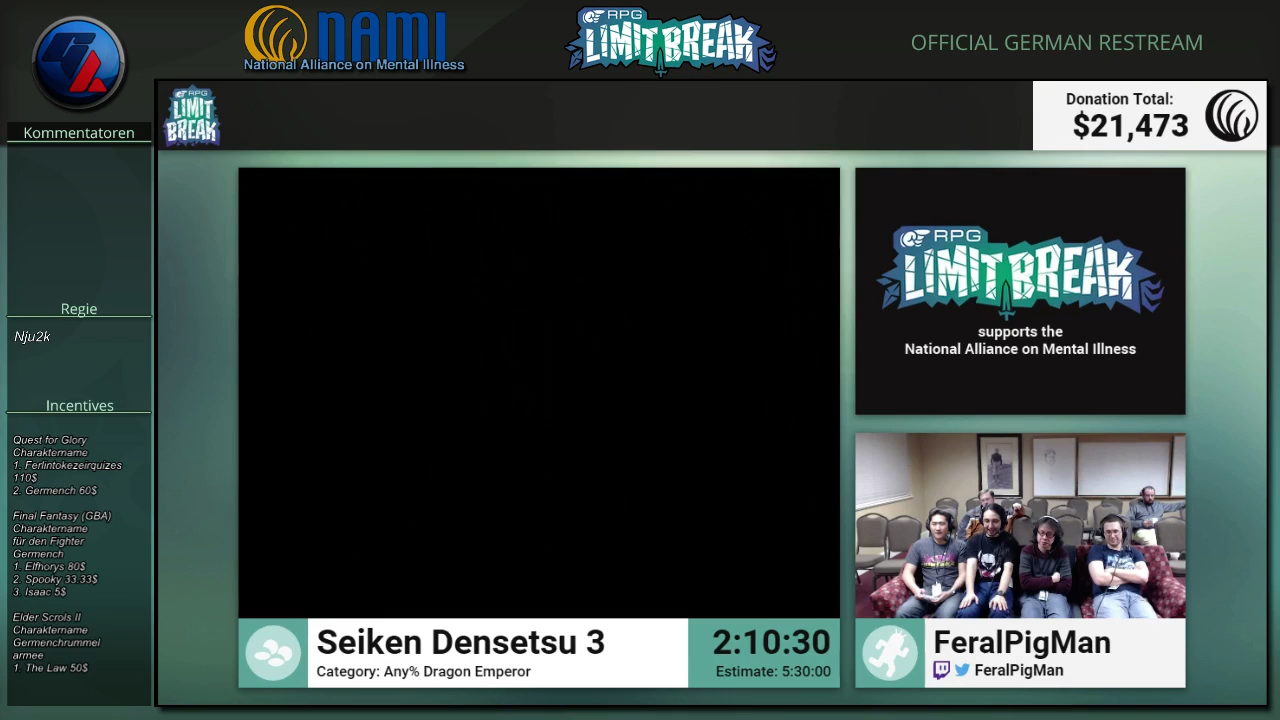 NAMI
National Alliance on Mental Illness
RPG
LIMIT BREAK
OFFICIAL GERMAN RESTREAM
Kommentatoren
Regie
Nju2k
Incentives
Quest for Glory
Charaktername
1. Ferlintokezeirquizes
110$
2. Germench 60$
Final Fantasy (GBA)
Charaktername
für den Fighter
Germench
1. Elfhorys 80$
2. Spooky 33.33$
3. Isaac 5$
Elder Scrols II
Charaktername
Germenchrummel
armee
1. The Law 50$
RPG
LIMIT
BREAK
Donation Total:
$21,473
RPG
LIMIT BREAK
supports the
National Alliance on Mental Illness
Seiken Densetsu 3
Category: Any% Dragon Emperor
2:10:30
Estimate: 5:30:00
FeralPigMan
FeralPigMan